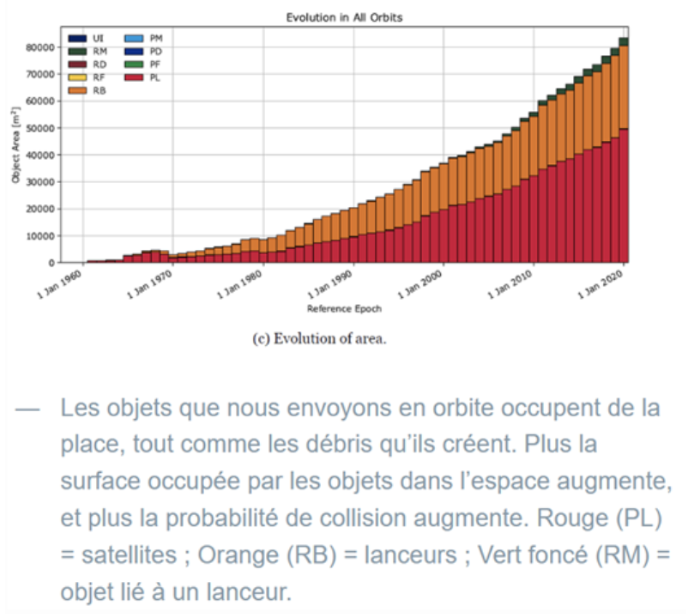 Evolution in All Orbits
UI PM
RM PD
RD PF
RF PL
RB
80000
70000
60000
50000
40000
30000
20000
10000
0
Object Area [m²]
1 Jan 1960
1 Jan 1970
1 Jan 1980
1 Jan 1990
1 Jan 2000
1 Jan 2010
1 Jan 2020
Reference Epoch
(c) Evolution of area.
— Les objets que nous envoyons en orbite occupent de la
place, tout comme les débris qu'ils créent. Plus la
surface occupée par les objets dans l'espace augmente,
et plus la probabilité de collision augmente. Rouge (PL)
= satellites ; Orange (RB) = lanceurs ; Vert foncé (RM) =
objet lié à un lanceur.